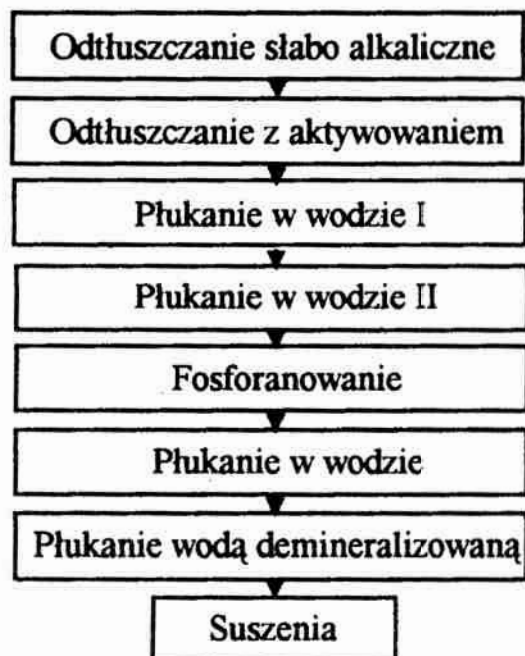 Odtłuszczanie słabo alkaliczne
Odtłuszczanie z aktywowaniem
Płukanie w wodzie I
Płukanie w wodzie II
Fosforanowanie
Płukanie w wodzie
Płukanie wodą demineralizowaną
Suszenia